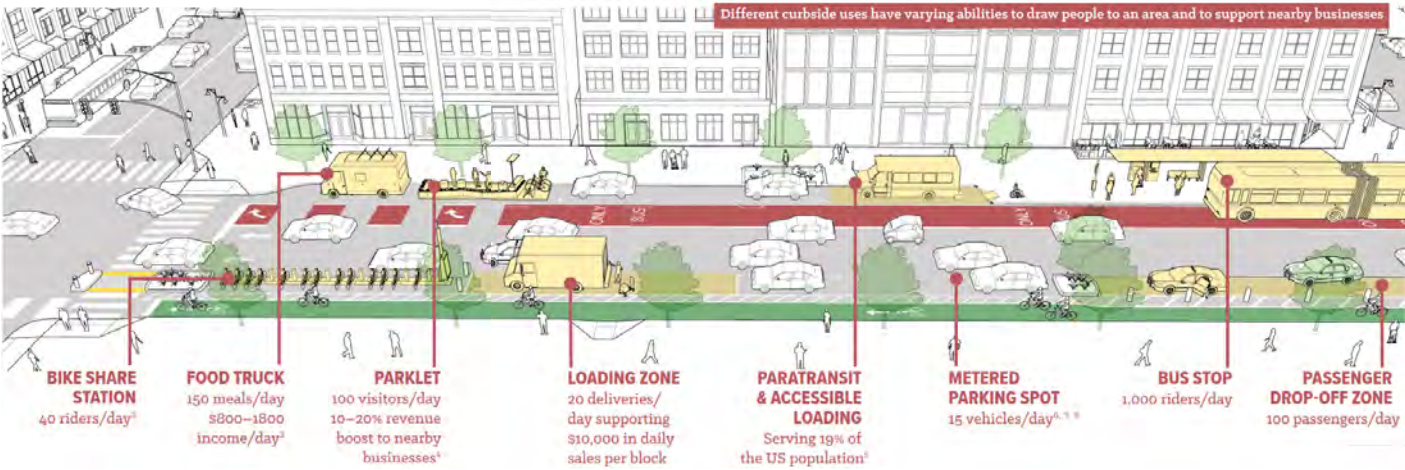 Different curbside uses have varying abilities to draw people to an area and to support nearby businesses
ONLY
BUS
ONLY
BUS
BIKE SHARE
STATION
40 riders/day
FOOD TRUCK
150 meals/day
$800–1800
income/day
PARKLET
100 visitors/day
10–20% revenue
boost to nearby
businesses⁴
LOADING ZONE
20 deliveries/
day supporting
$10,000 in daily
sales per block
PARATRANSIT
& ACCESSIBLE
LOADING
Serving 19% of
the US population⁵
METERED
PARKING SPOT
15 vehicles/day
BUS STOP
1,000 riders/day
PASSENGER
DROP-OFF ZONE
100 passengers/day